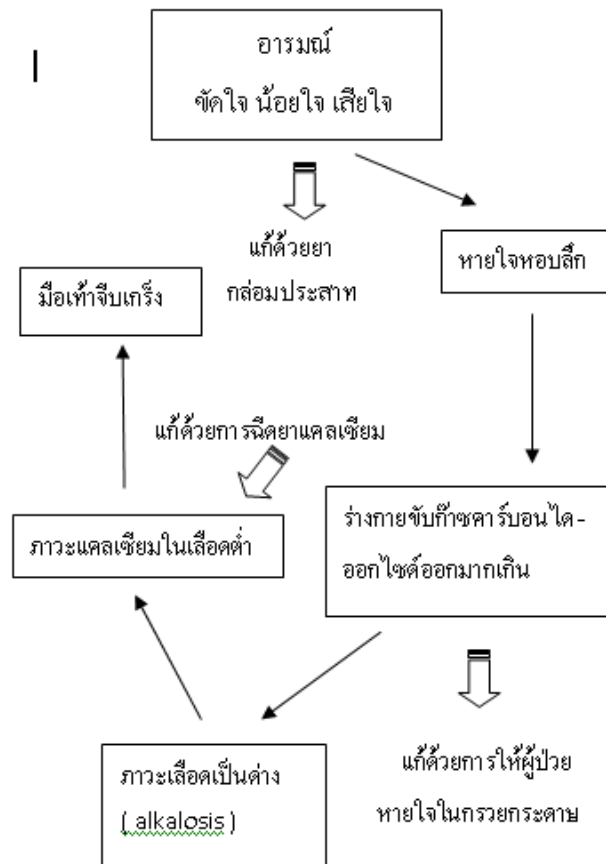 อารมณ์
ขัดใจ น้อยใจ เสียใจ
แก้ด้วยยา
กล่อมประสาท
หายใจหอบลึก
มือเท้าจีบเกร็ง
แก้ด้วยการฉีดยาแคลเซียม
ร่างกายขับก๊าซคาร์บอนได-
ออกไซด์ออกมากเกิน
ภาวะแคลเซียมในเลือดต่ำ
แก้ด้วยการให้ผู้ป่วย
หายใจในกรวยกระดาษ
ภาวะเลือดเป็นด่าง
( alkalosis )